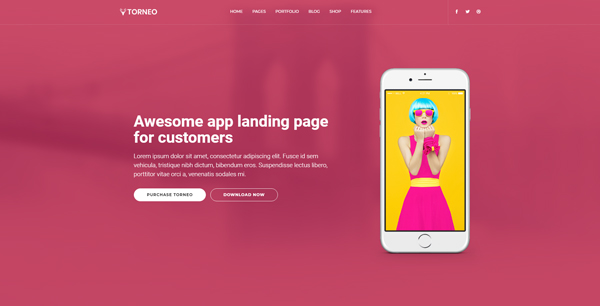 TORNEO
HOME PAGES PORTFOLIO BLOG SHOP FEATURES
Awesome app landing page
for customers
Lorem ipsum dolor sit amet, consectetur adipiscing elit. Fusce id sem
vehicula, tristique nibh dictum, bibendum eros. Suspendisse lectus libero,
porttitor vitae orci a, venenatis sodales mi.
PURCHASE TORNEO DOWNLOAD NOW